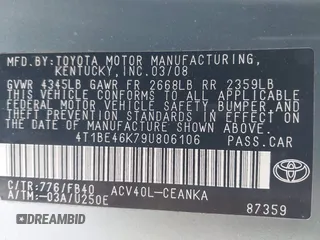 MFD.BY:TOYOTA MOTOR MANUFACTURING,
KENTUCKY,INC.03/08
GVWR 4345LB GAWR FR 2668LB RR 2359LB
THIS VEHICLE CONFORMS TO ALL APPLICABLE
FEDERAL MOTOR VEHICLE SAFETY, BUMPER, AND
THEFT PREVENTION STANDARDS IN EFFECT ON
THE DATE OF MANUFACTURE SHOWN ABOVE.
4T1BE46K79U806106 PASS.CAR
C/TR:776/FB40 ACV40L-CEANKA
A/TM:-03A/U250E
TOYOTA
87359